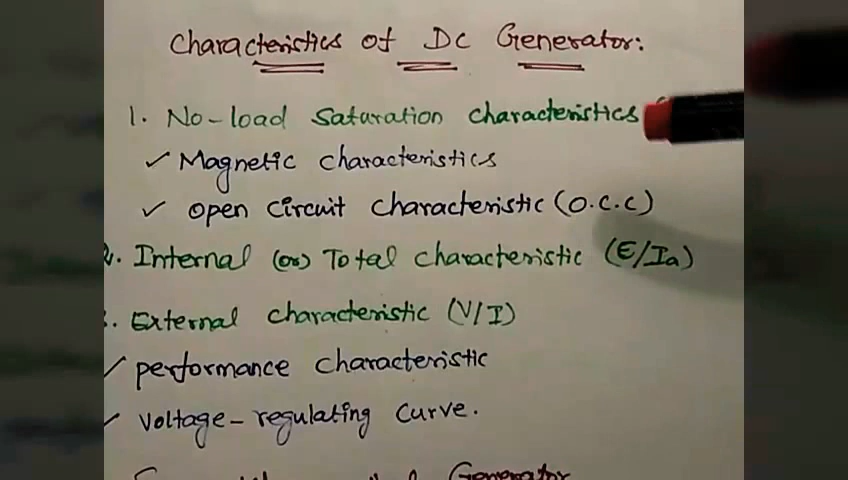 Characteristics of DC Generator:
1. No-load Saturation characteristics
✓ Magnetic characteristics
✓ Open Circuit characteristic (O.C.C)
2. Internal (or) Total characteristic (E/Ia)
. External characteristic (V/I)
✓ performance characteristic
✓ Voltage-regulating Curve.
Generator